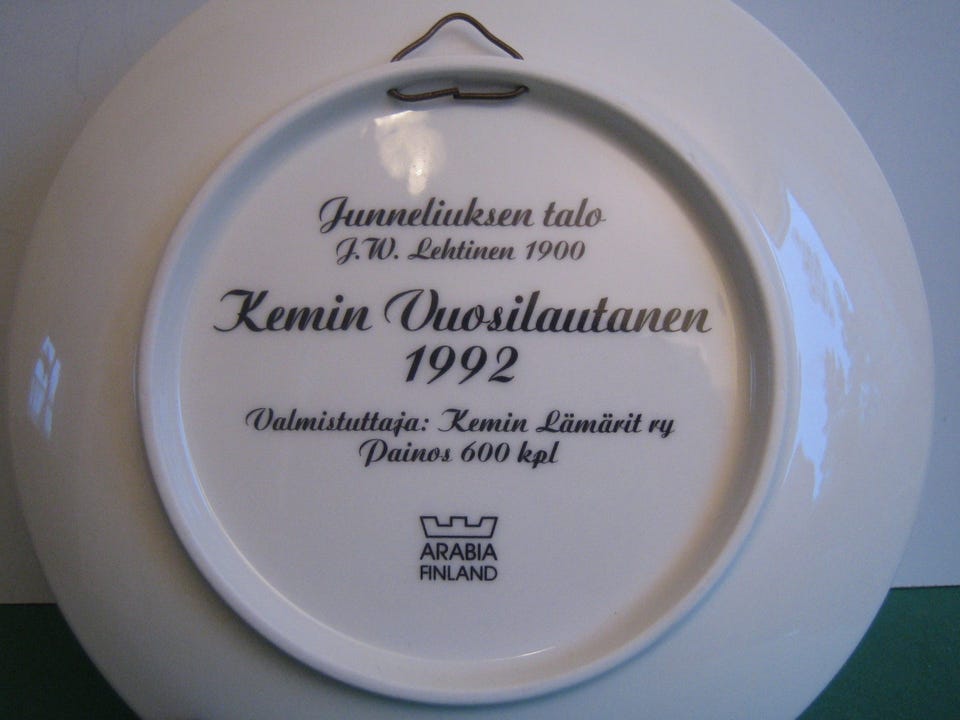 Junneliuksen talo
J.W. Lehtinen 1900
Kemin Vuosilautanen
1992
Valmistuttaja: Kemin Lämärit ry
Painos 600 kpl
ARABIA
FINLAND